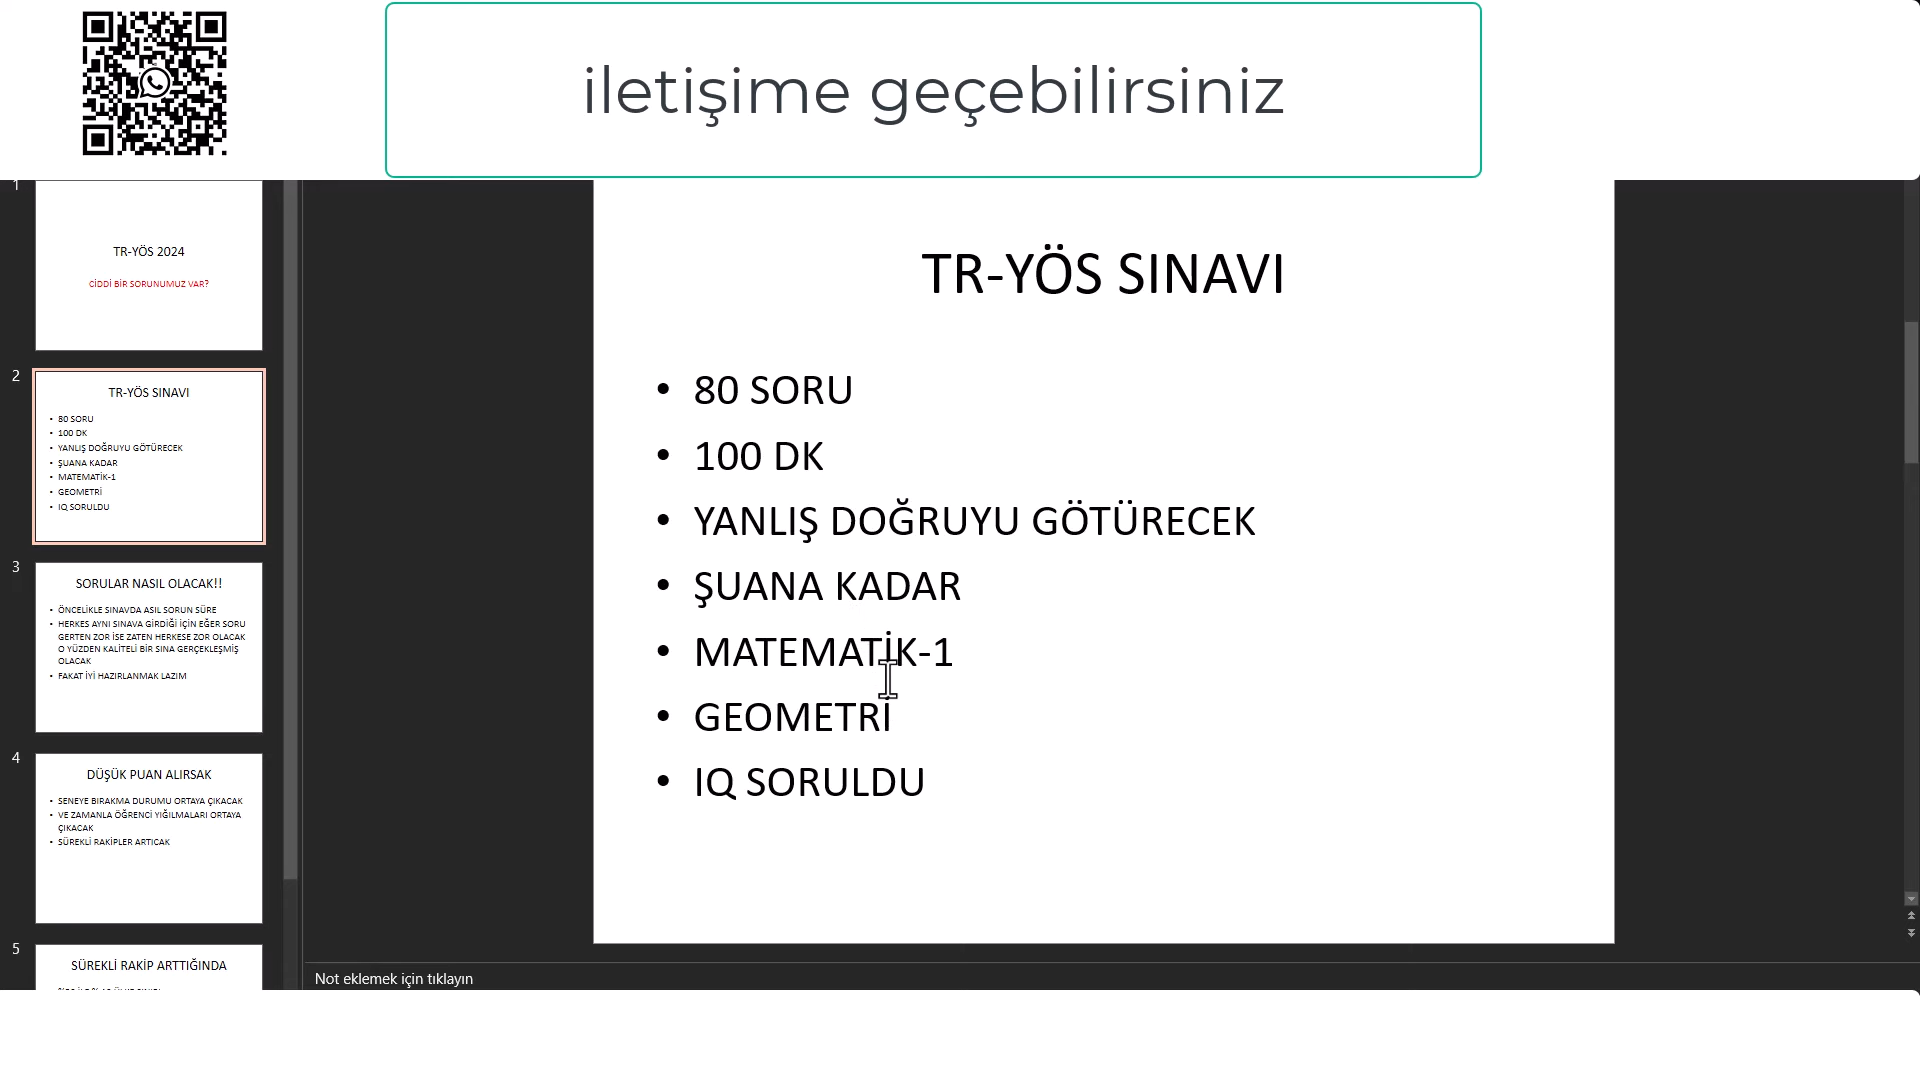 iletişime geçebilirsiniz
1
TR-YÖS 2024
CİDDİ BİR SORUNUMUZ VAR?
2
TR-YÖS SINAVI
• 80 SORU
• 100 DK
• YANLIŞ DOĞRUYU GÖTÜRECEK
• ŞUANA KADAR
• MATEMATİK-1
• GEOMETRİ
• IQ SORULDU
3
SORULAR NASIL OLACAK!!
• ÖNCELİKLE SINAVDA ASIL SORUN SÜRE
• HERKES AYNI SINAVA GİRDİĞİ İÇİN EĞER SORU
GERTEN ZOR İSE ZATEN HERKESE ZOR OLACAK
O YÜZDEN KALİTELİ BİR SINA GERÇEKLEŞMİŞ
OLACAK
• FAKAT İYİ HAZIRLANMAK LAZIM
4
DÜŞÜK PUAN ALIRSAK
• SENEYE BIRAKMA DURUMU ORTAYA ÇIKACAK
• VE ZAMANLA ÖĞRENCİ YIĞILMALARI ORTAYA
ÇIKACAK
• SÜREKLİ RAKİPLER ARTICAK
5
SÜREKLİ RAKİP ARTTIĞINDA
TR-YÖS SINAVI
• 80 SORU
• 100 DK
• YANLIŞ DOĞRUYU GÖTÜRECEK
• ŞUANA KADAR
• MATEMATİK-1
• GEOMETRİ
• IQ SORULDU
Not eklemek için tıklayın